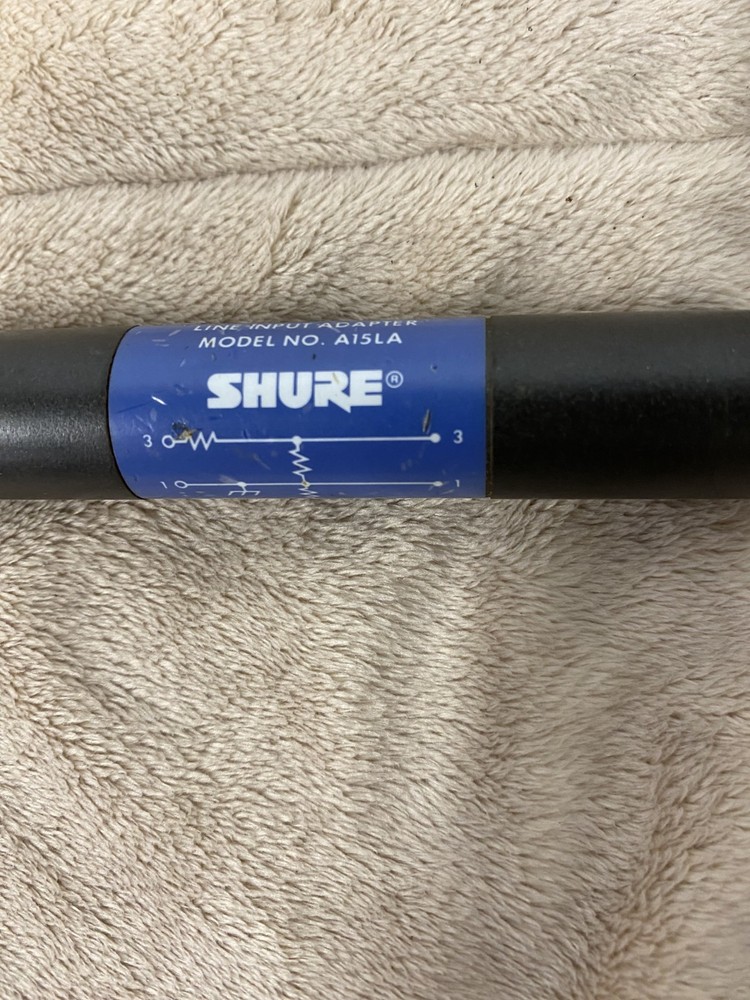 LINE INPUT ADAPTER
MODEL NO. A15LA
SHURE®
3 3
1 1